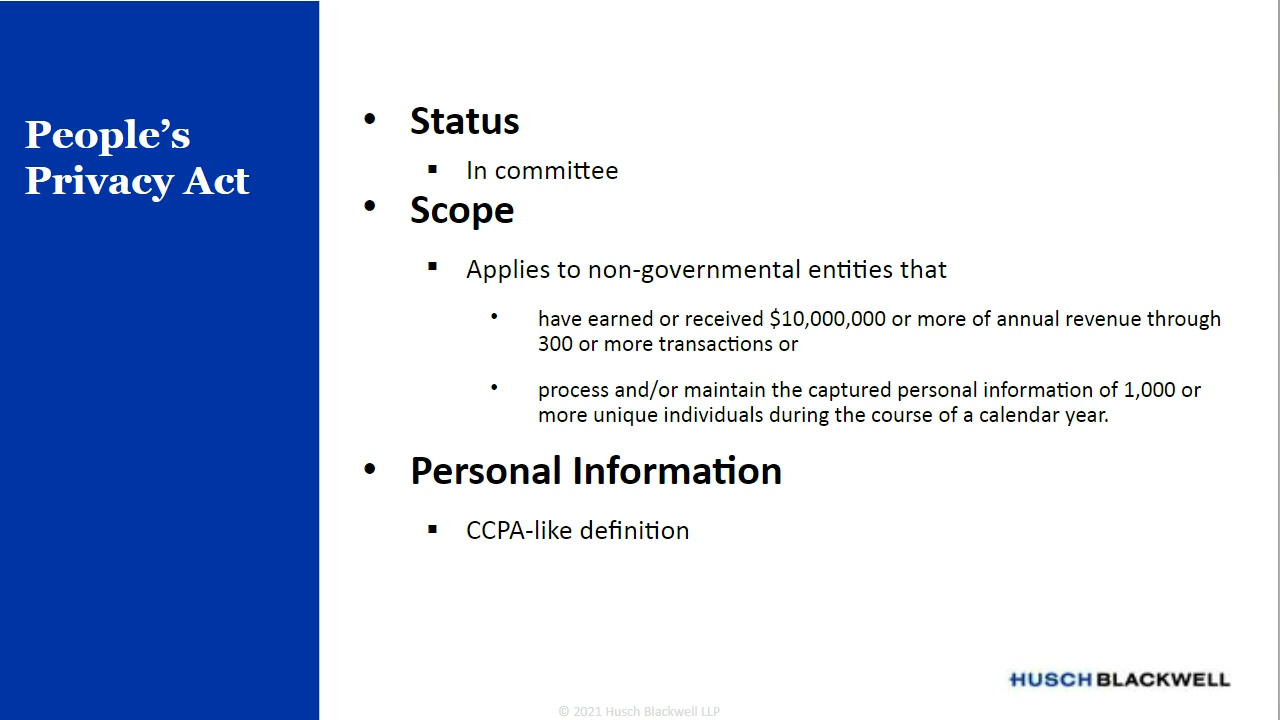 People’s
Privacy Act
• Status
▪ In committee
• Scope
▪ Applies to non-governmental entities that
• have earned or received $10,000,000 or more of annual revenue through
300 or more transactions or
• process and/or maintain the captured personal information of 1,000 or
more unique individuals during the course of a calendar year.
• Personal Information
▪ CCPA-like definition
HUSCH BLACKWELL
© 2021 Husch Blackwell LLP